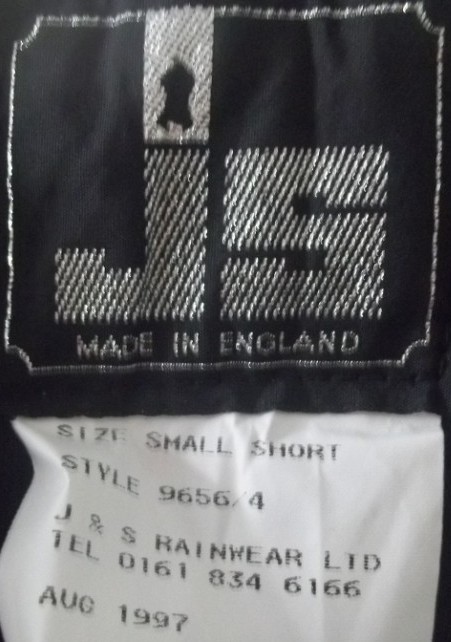 JS
MADE IN ENGLAND
SIZE SMALL SHORT
STYLE 9656/4
J & S RAINWEAR LTD
TEL 0161 834 6166
AUG 1997